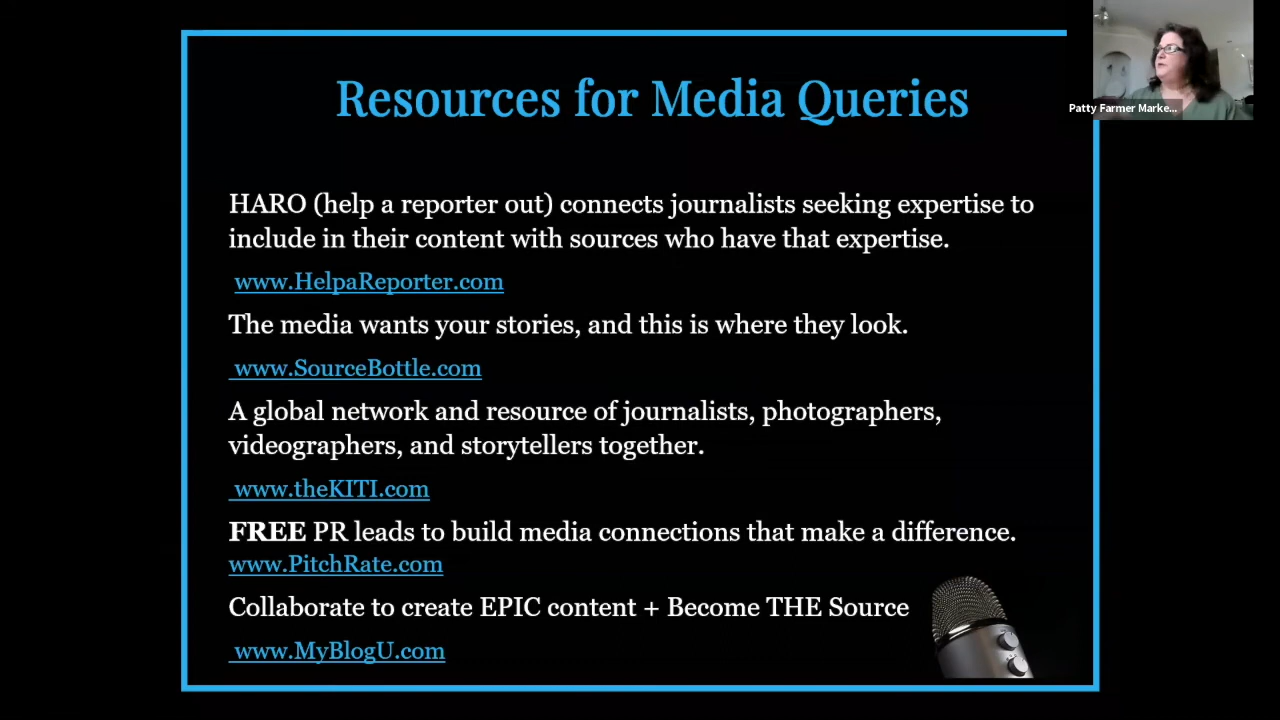 Resources for Media Queries
Patty Farmer Marke...
HARO (help a reporter out) connects journalists seeking expertise to
include in their content with sources who have that expertise.
www.HelpaReporter.com
The media wants your stories, and this is where they look.
www.SourceBottle.com
A global network and resource of journalists, photographers,
videographers, and storytellers together.
www.theKITI.com
FREE PR leads to build media connections that make a difference.
www.PitchRate.com
Collaborate to create EPIC content + Become THE Source
www.MyBlogU.com